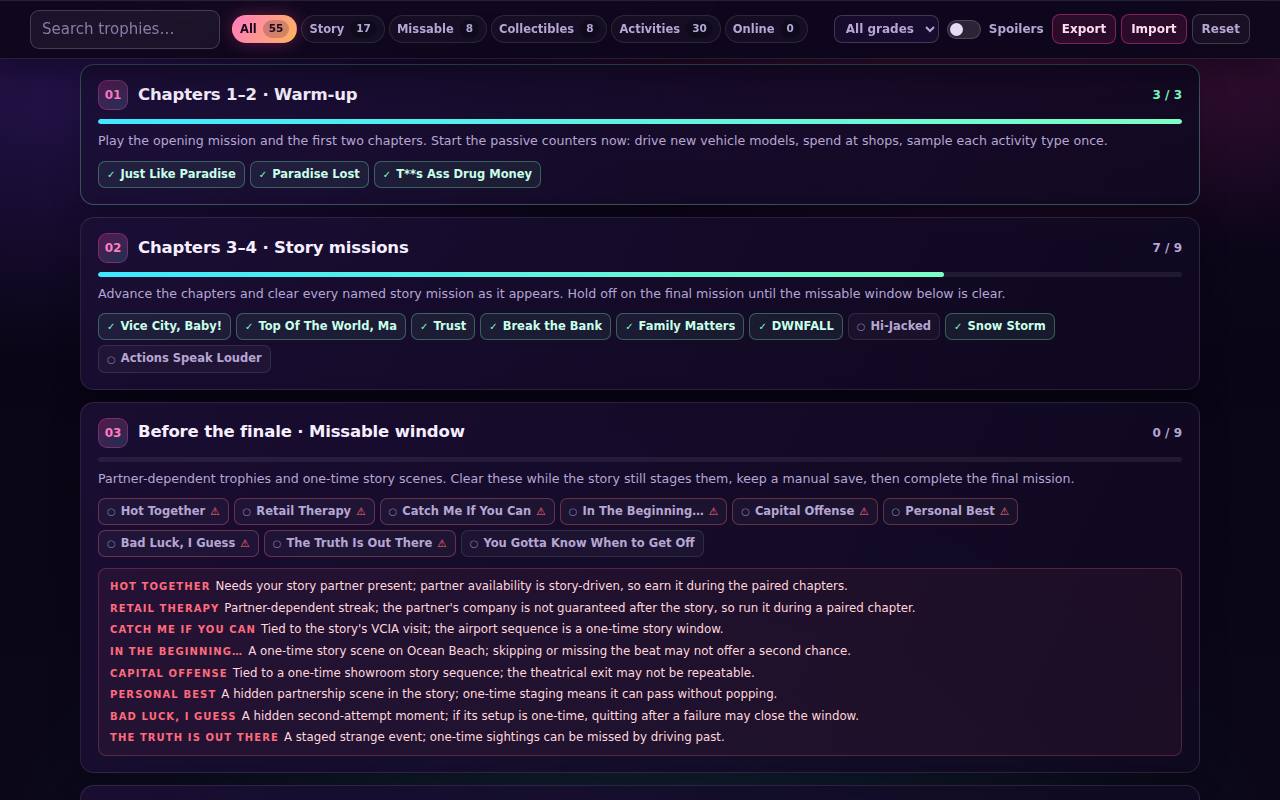 Search trophies…
All 55
Story 17
Missable 8
Collectibles 8
Activities 30
Online 0
All grades
Spoilers
Export
Import
Reset
01 Chapters 1–2 · Warm-up 3 / 3
Play the opening mission and the first two chapters. Start the passive counters now: drive new vehicle models, spend at shops, sample each activity type once.
✓ Just Like Paradise ✓ Paradise Lost ✓ T**s Ass Drug Money
02 Chapters 3–4 · Story missions 7 / 9
Advance the chapters and clear every named story mission as it appears. Hold off on the final mission until the missable window below is clear.
✓ Vice City, Baby! ✓ Top Of The World, Ma ✓ Trust ✓ Break the Bank ✓ Family Matters ✓ DWNFALL ○ Hi-Jacked ✓ Snow Storm
○ Actions Speak Louder
03 Before the finale · Missable window 0 / 9
Partner-dependent trophies and one-time story scenes. Clear these while the story still stages them, keep a manual save, then complete the final mission.
○ Hot Together ⚠ ○ Retail Therapy ⚠ ○ Catch Me If You Can ⚠ ○ In The Beginning… ⚠ ○ Capital Offense ⚠ ○ Personal Best ⚠
○ Bad Luck, I Guess ⚠ ○ The Truth Is Out There ⚠ ○ You Gotta Know When to Get Off
HOT TOGETHER Needs your story partner present; partner availability is story-driven, so earn it during the paired chapters.
RETAIL THERAPY Partner-dependent streak; the partner's company is not guaranteed after the story, so run it during a paired chapter.
CATCH ME IF YOU CAN Tied to the story's VCIA visit; the airport sequence is a one-time story window.
IN THE BEGINNING… A one-time story scene on Ocean Beach; skipping or missing the beat may not offer a second chance.
CAPITAL OFFENSE Tied to a one-time showroom story sequence; the theatrical exit may not be repeatable.
PERSONAL BEST A hidden partnership scene in the story; one-time staging means it can pass without popping.
BAD LUCK, I GUESS A hidden second-attempt moment; if its setup is one-time, quitting after a failure may close the window.
THE TRUTH IS OUT THERE A staged strange event; one-time sightings can be missed by driving past.